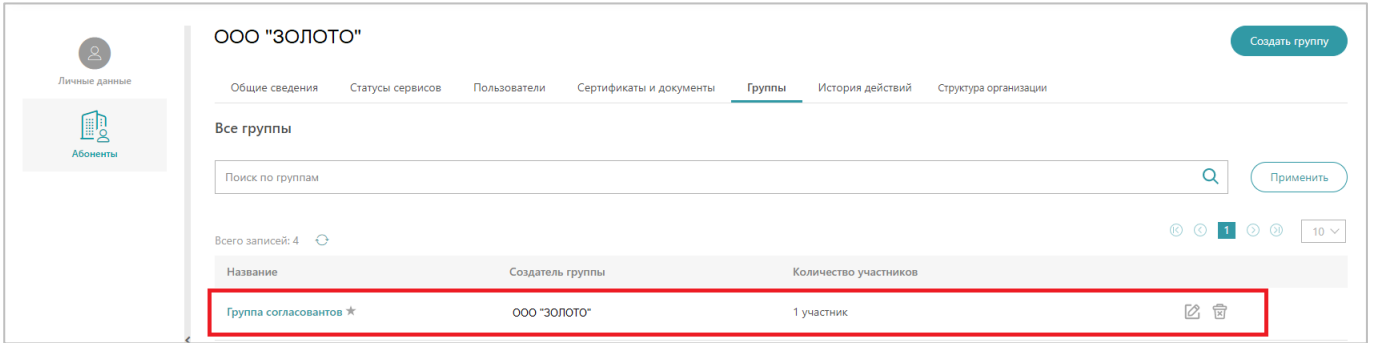 ООО "ЗОЛОТО"
Создать группу
Личные данные
Общие сведения Статусы сервисов Пользователи Сертификаты и документы Группы История действий Структура организации
Абоненты
Все группы
Поиск по группам
Применить
Всего записей: 4
1
10
Название Создатель группы Количество участников
Группа согласовантов ООО "ЗОЛОТО" 1 участник